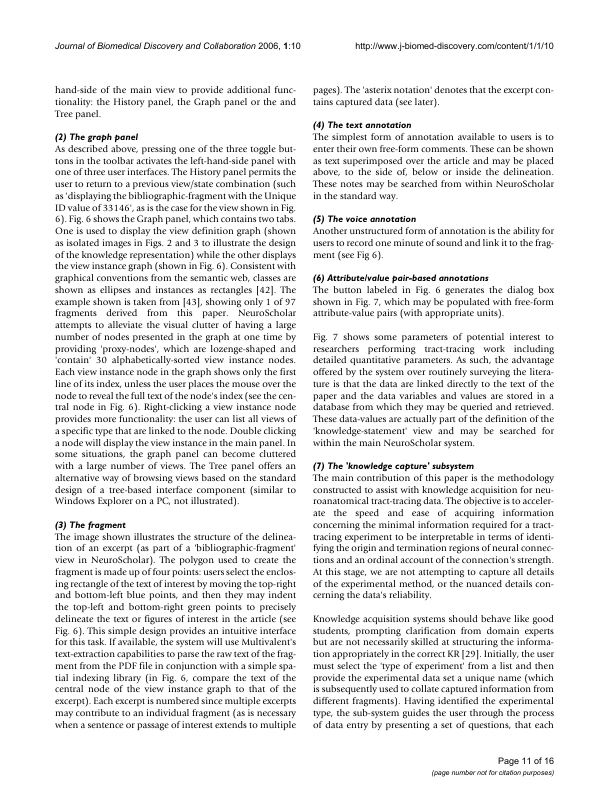 Journal of Biomedical Discovery and Collaboration 2006, 1:10
http://www.j-biomed-discovery.com/content/1/1/10
hand-side of the main view to provide additional func-
tionality: the History panel, the Graph panel or the and
Tree panel.
(2) The graph panel
As described above, pressing one of the three toggle but-
tons in the toolbar activates the left-hand-side panel with
one of three user interfaces. The History panel permits the
user to return to a previous view/state combination (such
as 'displaying the bibliographic-fragment with the Unique
ID value of 33146', as is the case for the view shown in Fig.
6). Fig. 6 shows the Graph panel, which contains two tabs.
One is used to display the view definition graph (shown
as isolated images in Figs. 2 and 3 to illustrate the design
of the knowledge representation) while the other displays
the view instance graph (shown in Fig. 6). Consistent with
graphical conventions from the semantic web, classes are
shown as ellipses and instances as rectangles [42]. The
example shown is taken from [43], showing only 1 of 97
fragments derived from this paper. NeuroScholar
attempts to alleviate the visual clutter of having a large
number of nodes presented in the graph at one time by
providing 'proxy-nodes', which are lozenge-shaped and
'contain' 30 alphabetically-sorted view instance nodes.
Each view instance node in the graph shows only the first
line of its index, unless the user places the mouse over the
node to reveal the full text of the node's index (see the cen-
tral node in Fig. 6). Right-clicking a view instance node
provides more functionality: the user can list all views of
a specific type that are linked to the node. Double clicking
a node will display the view instance in the main panel. In
some situations, the graph panel can become cluttered
with a large number of views. The Tree panel offers an
alternative way of browsing views based on the standard
design of a tree-based interface component (similar to
Windows Explorer on a PC, not illustrated).
(3) The fragment
The image shown illustrates the structure of the delinea-
tion of an excerpt (as part of a 'bibliographic-fragment'
view in NeuroScholar). The polygon used to create the
fragment is made up of four points: users select the enclos-
ing rectangle of the text of interest by moving the top-right
and bottom-left blue points, and then they may indent
the top-left and bottom-right green points to precisely
delineate the text or figures of interest in the article (see
Fig. 6). This simple design provides an intuitive interface
for this task. If available, the system will use Multivalent's
text-extraction capabilities to parse the raw text of the frag-
ment from the PDF file in conjunction with a simple spa-
tial indexing library (in Fig. 6, compare the text of the
central node of the view instance graph to that of the
excerpt). Each excerpt is numbered since multiple excerpts
may contribute to an individual fragment (as is necessary
when a sentence or passage of interest extends to multiple
pages). The 'asterix notation' denotes that the excerpt con-
tains captured data (see later).
(4) The text annotation
The simplest form of annotation available to users is to
enter their own free-form comments. These can be shown
as text superimposed over the article and may be placed
above, to the side of, below or inside the delineation.
These notes may be searched from within NeuroScholar
in the standard way.
(5) The voice annotation
Another unstructured form of annotation is the ability for
users to record one minute of sound and link it to the frag-
ment (see Fig 6).
(6) Attribute/value pair-based annotations
The button labeled in Fig. 6 generates the dialog box
shown in Fig. 7, which may be populated with free-form
attribute-value pairs (with appropriate units).
Fig. 7 shows some parameters of potential interest to
researchers performing tract-tracing work including
detailed quantitative parameters. As such, the advantage
offered by the system over routinely surveying the litera-
ture is that the data are linked directly to the text of the
paper and the data variables and values are stored in a
database from which they may be queried and retrieved.
These data-values are actually part of the definition of the
'knowledge-statement' view and may be searched for
within the main NeuroScholar system.
(7) The 'knowledge capture' subsystem
The main contribution of this paper is the methodology
constructed to assist with knowledge acquisition for neu-
roanatomical tract-tracing data. The objective is to acceler-
ate the speed and ease of acquiring information
concerning the minimal information required for a tract-
tracing experiment to be interpretable in terms of identi-
fying the origin and termination regions of neural connec-
tions and an ordinal account of the connection's strength.
At this stage, we are not attempting to capture all details
of the experimental method, or the nuanced details con-
cerning the data's reliability.
Knowledge acquisition systems should behave like good
students, prompting clarification from domain experts
but are not necessarily skilled at structuring the informa-
tion appropriately in the correct KR [29]. Initially, the user
must select the 'type of experiment' from a list and then
provide the experimental data set a unique name (which
is subsequently used to collate captured information from
different fragments). Having identified the experimental
type, the sub-system guides the user through the process
of data entry by presenting a set of questions, that each
Page 11 of 16
(page number not for citation purposes)